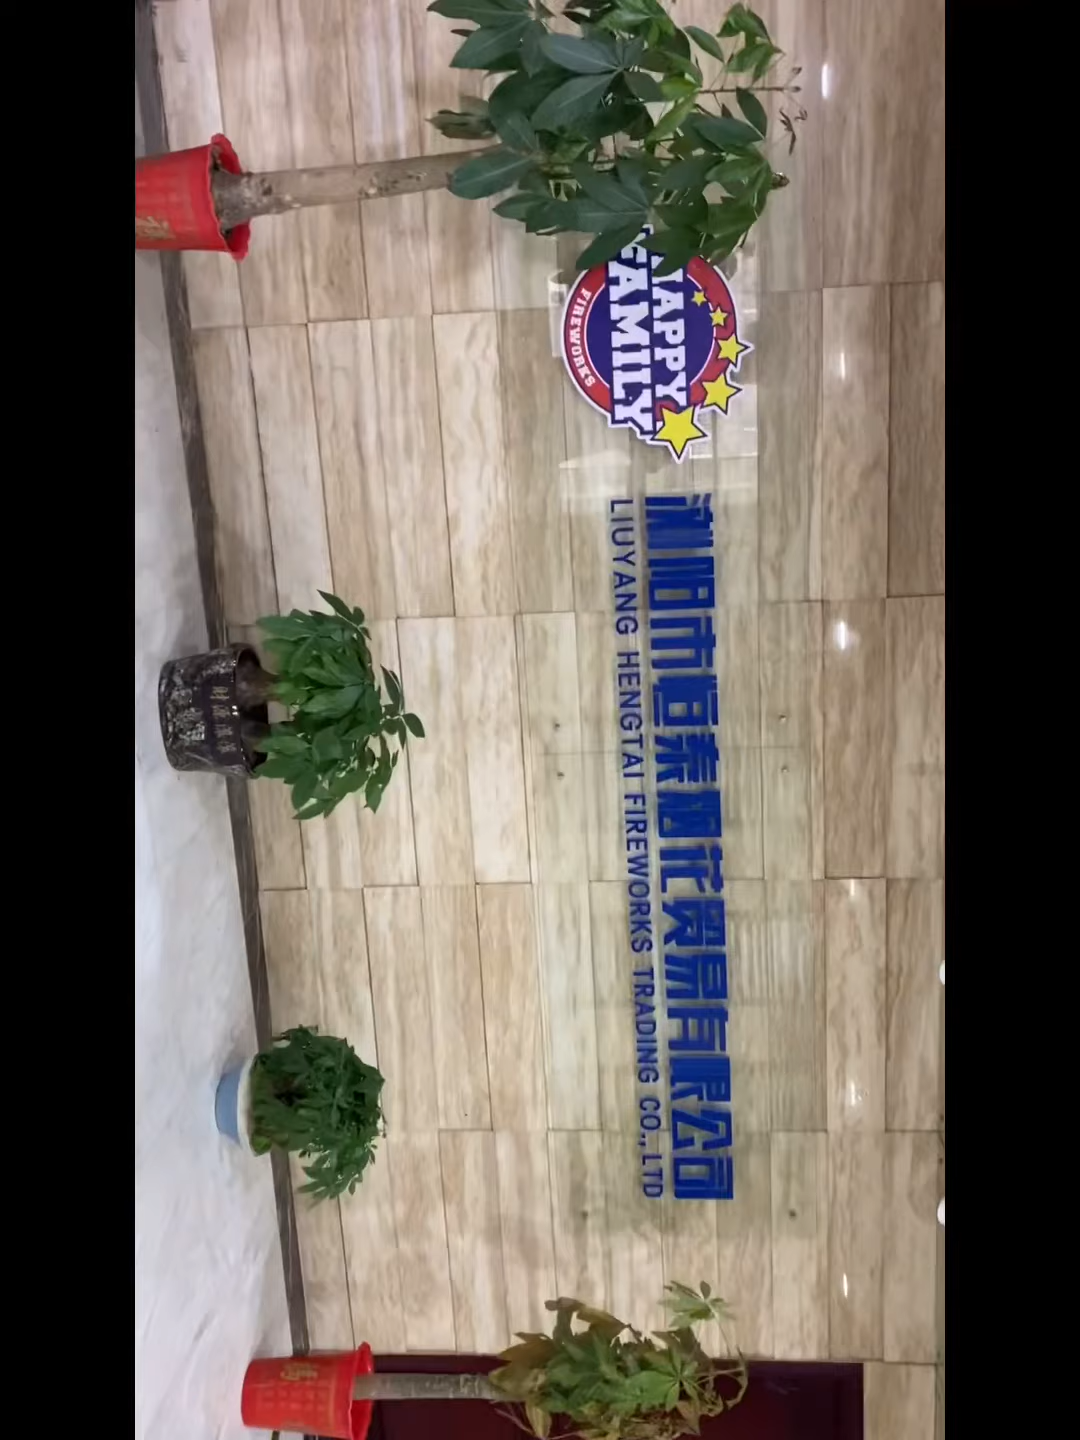 HAPPY
FAMILY
FIREWORKS
浏阳市恒泰烟花贸易有限公司
LIUYANG HENGTAI FIREWORKS TRADING CO.,LTD